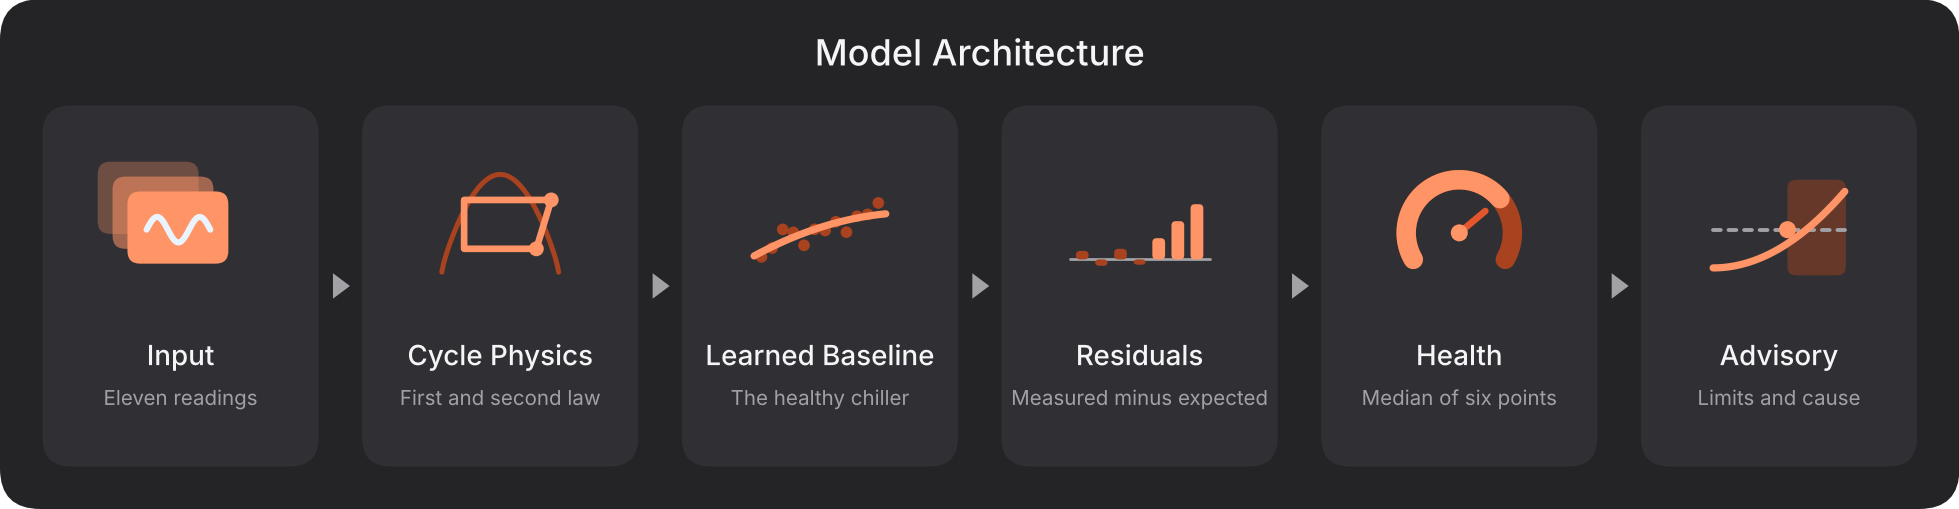 Model Architecture
Input
Eleven readings
Cycle Physics
First and second law
Learned Baseline
The healthy chiller
Residuals
Measured minus expected
Health
Median of six points
Advisory
Limits and cause